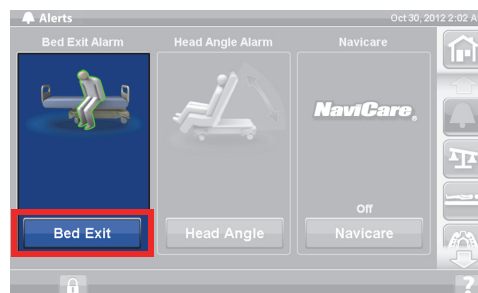 Alerts
Oct 30, 2012 2:02 A
Bed Exit Alarm
Head Angle Alarm
Navicare
NaviCare®
Off
Bed Exit
Head Angle
Navicare
?